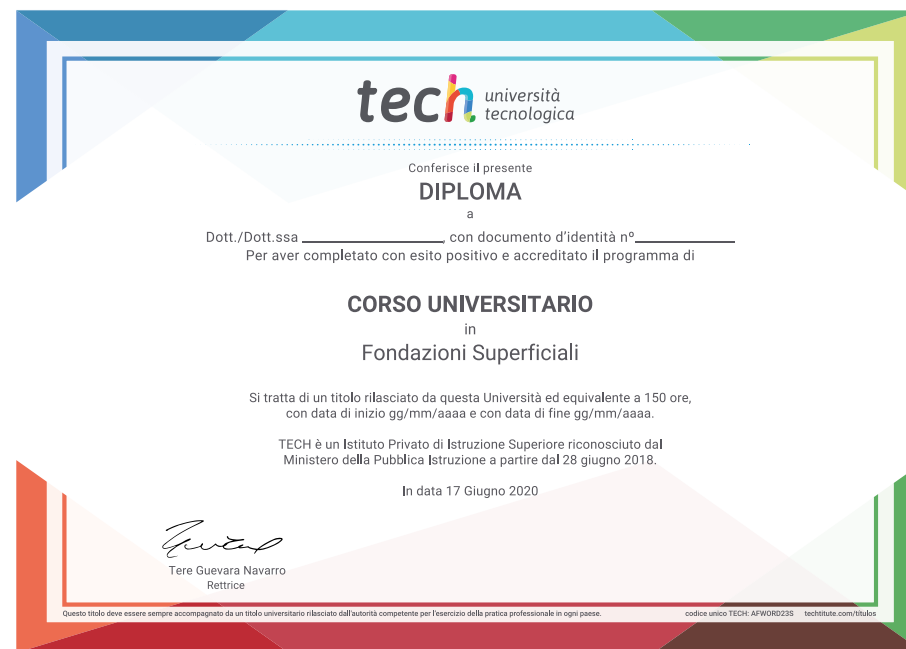 tech università
tecnologica
Conferisce il presente
DIPLOMA
a
Dott./Dott.ssa ____________________, con documento d'identità nº______________
Per aver completato con esito positivo e accreditato il programma di
CORSO UNIVERSITARIO
in
Fondazioni Superficiali
Si tratta di un titolo rilasciato da questa Università ed equivalente a 150 ore,
con data di inizio gg/mm/aaaa e con data di fine gg/mm/aaaa.
TECH è un Istituto Privato di Istruzione Superiore riconosciuto dal
Ministero della Pubblica Istruzione a partire dal 28 giugno 2018.
In data 17 Giugno 2020
Tere Guevara Navarro
Rettrice
Questo titolo deve essere sempre accompagnato da un titolo universitario rilasciato dall'autorità competente per l'esercizio della pratica professionale in ogni paese. codice unico TECH: AFWORD23S techtitute.com/títulos